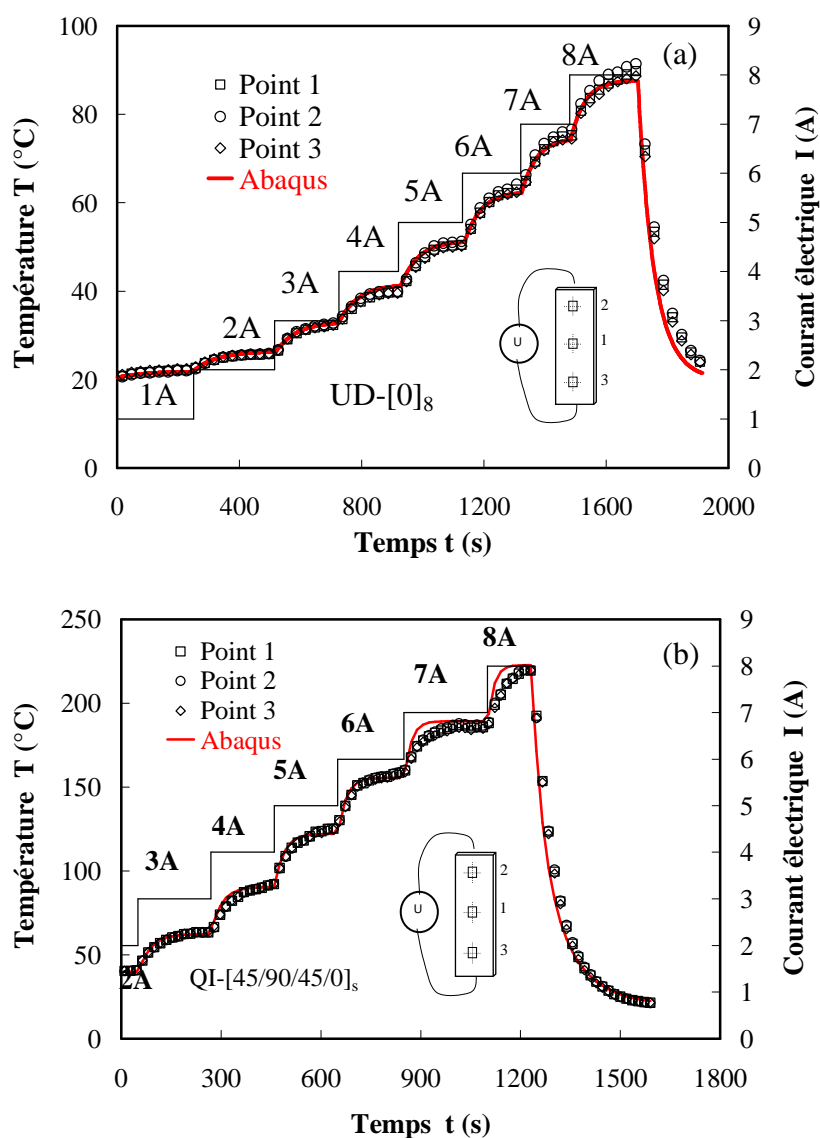 100
80
60
40
20
0
Température T (°C)
9
8
7
6
5
4
3
2
1
0
Courant électrique I (A)
(a)
Point 1
Point 2
Point 3
Abaqus
8A
7A
6A
5A
4A
3A
2A
1A
UD-[0]8
U
2
1
3
0 400 800 1200 1600 2000
Temps t (s)
250
200
150
100
50
0
Température T (°C)
9
8
7
6
5
4
3
2
1
0
Courant électrique I (A)
(b)
Point 1
Point 2
Point 3
Abaqus
8A
7A
6A
5A
4A
3A
2A
QI-[45/90/45/0]s
U
2
1
3
0 300 600 900 1200 1500 1800
Temps t (s)